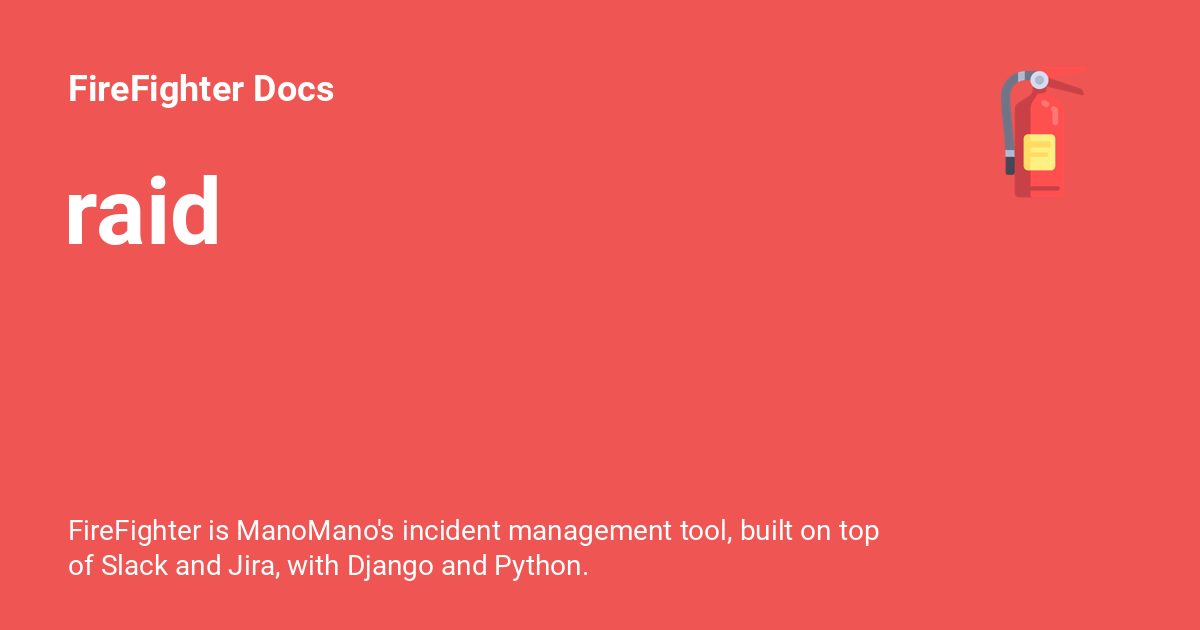 FireFighter Docs
raid
FireFighter is ManoMano's incident management tool, built on top
of Slack and Jira, with Django and Python.